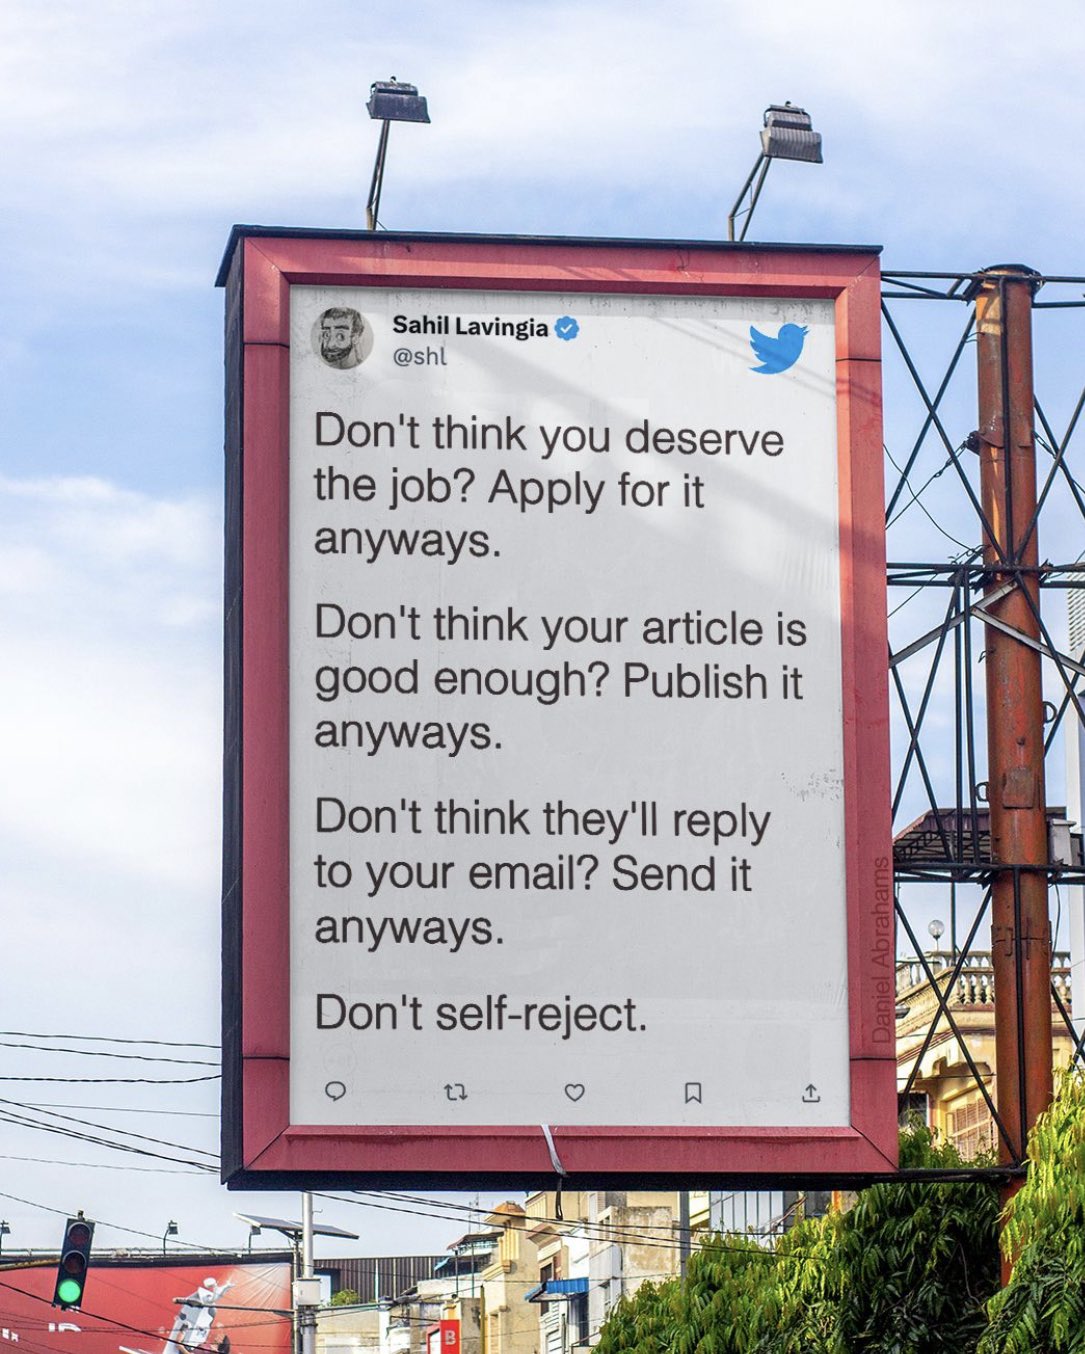 Sahil Lavingia
@shl
Don't think you deserve
the job? Apply for it
anyways.
Don't think your article is
good enough? Publish it
anyways.
Don't think they'll reply
to your email? Send it
anyways.
Don't self-reject.
Daniel Abrahams
B